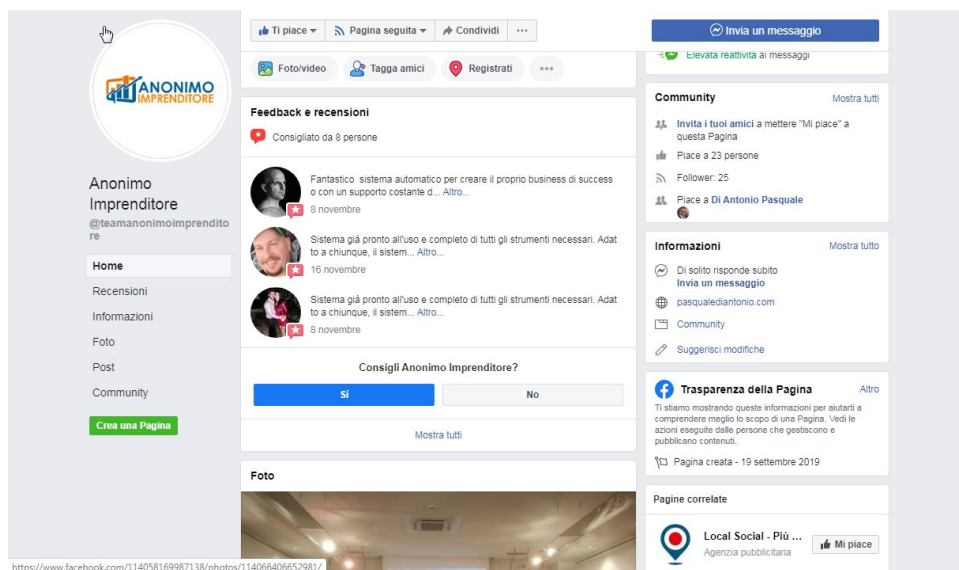 Ti piace
Pagina seguita
Condividi
Invia un messaggio
ANONIMO
IMPRENDITORE
Anonimo
Imprenditore
@teamanonimoimprendito
re
Home
Recensioni
Informazioni
Foto
Post
Community
Crea una Pagina
Foto/video
Tagga amici
Registrati
Feedback e recensioni
Consigliato da 8 persone
Fantastico sistema automatico per creare il proprio business di success
o con un supporto costante d... Altro...
8 novembre
Sistema già pronto all'uso e completo di tutti gli strumenti necessari. Adat
to a chiunque, il sistem... Altro...
16 novembre
Sistema già pronto all'uso e completo di tutti gli strumenti necessari. Adat
to a chiunque, il sistem... Altro...
8 novembre
Consigli Anonimo Imprenditore?
Sì
No
Mostra tutti
Foto
Elevata reattività ai messaggi
Community
Mostra tutti
Invita i tuoi amici a mettere "Mi piace" a
questa Pagina
Piace a 23 persone
Follower: 25
Piace a Di Antonio Pasquale
Informazioni
Mostra tutto
Di solito risponde subito
Invia un messaggio
pasqualediantonio.com
Community
Suggerisci modifiche
Trasparenza della Pagina
Altro
Ti stiamo mostrando queste informazioni per aiutarti a
comprendere meglio lo scopo di una Pagina. Vedi le
azioni eseguite dalle persone che gestiscono e
pubblicano contenuti.
Pagina creata - 19 settembre 2019
Pagine correlate
Local Social - Più ...
Agenzia pubblicitaria
Mi piace
https://www.facebook.com/114058169987138/photos/114066406652981/